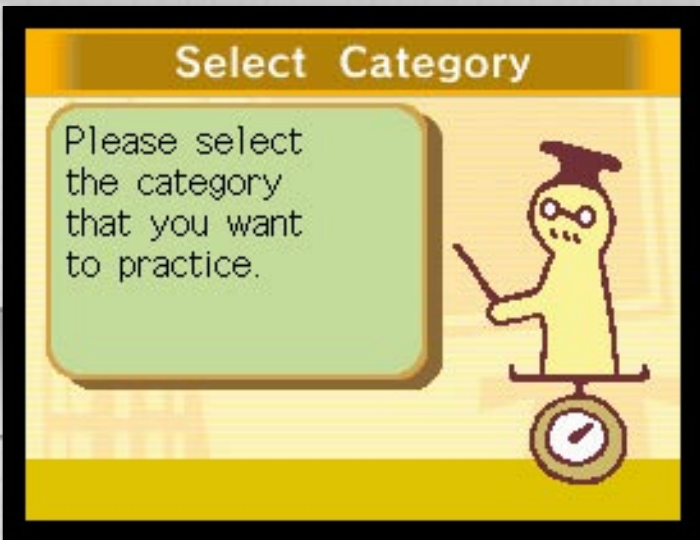 Select Category
Please select
the category
that you want
to practice.